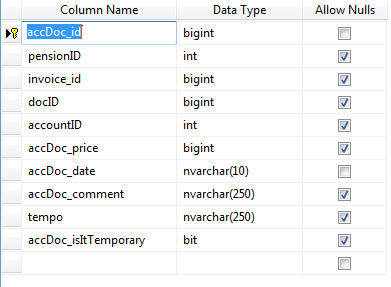 Column Name Data Type Allow Nulls
accDoc_id bigint
pensionID int
invoice_id bigint
docID bigint
accountID int
accDoc_price bigint
accDoc_date nvarchar(10)
accDoc_comment nvarchar(250)
tempo nvarchar(250)
accDoc_isItTemporary bit